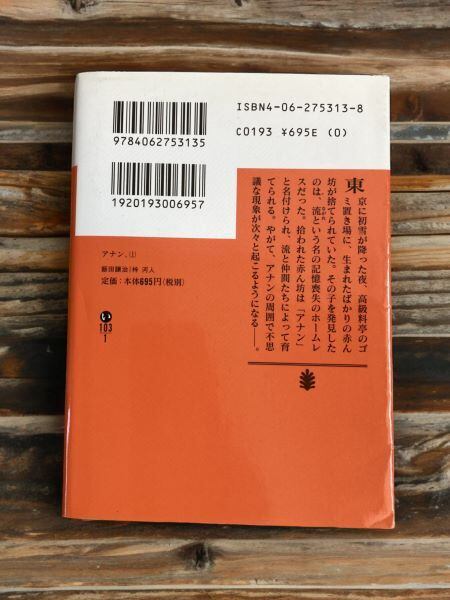 ISBN4-06-275313-8
C0193 ¥695E (0)
9784062753135
1920193006957
アナン、(上)
飯田譲治|梓 河人
定価：本体695円(税別)
い
103
1
東京に初雪が降った夜、高級料亭のゴ
ミ置き場に、生まれたばかりの赤ん
坊が捨てられていた。その子を発見した
のは、流という名の記憶喪失のホームレ
スだった。拾われた赤ん坊は「アナン」
と名付けられ、流と仲間たちによって育
てられる。やがて、アナンの周囲で不思
議な現象が次々と起こるようになる――。